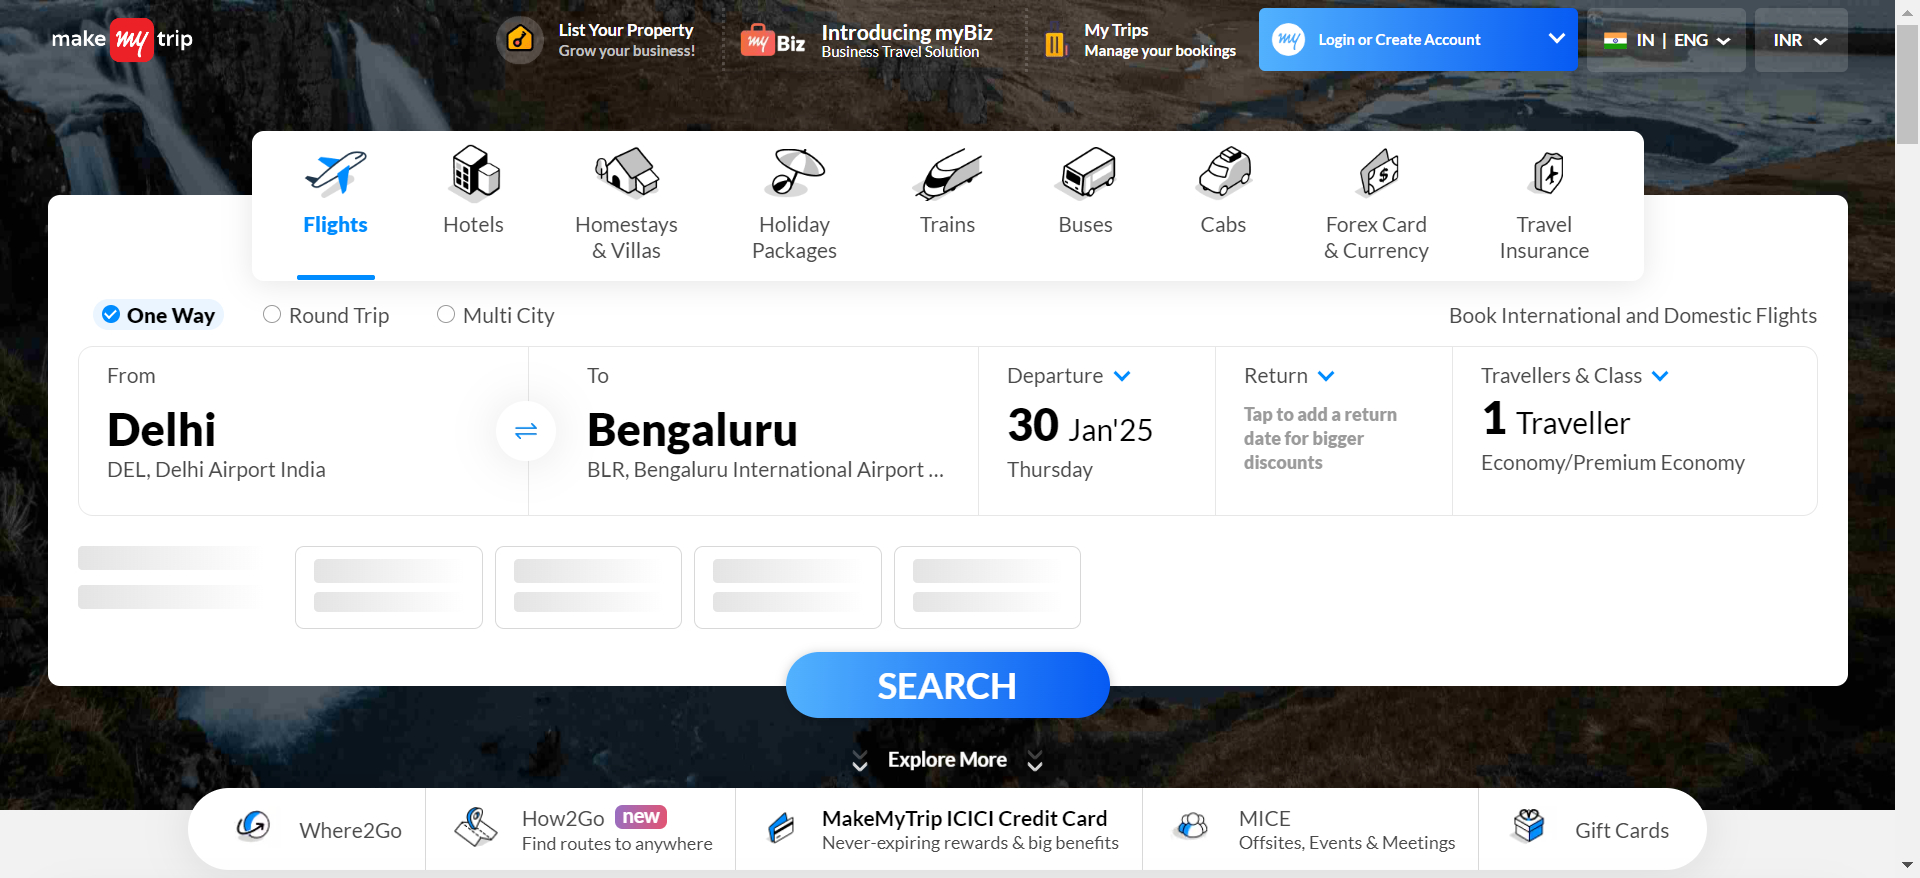 make my trip
List Your Property
Grow your business!
my Biz
Introducing myBiz
Business Travel Solution
My Trips
Manage your bookings
my
Login or Create Account
IN | ENG
INR
Flights
Hotels
Homestays
& Villas
Holiday
Packages
Trains
Buses
Cabs
Forex Card
& Currency
Travel
Insurance
One Way
Round Trip
Multi City
Book International and Domestic Flights
From
Delhi
DEL, Delhi Airport India
To
Bengaluru
BLR, Bengaluru International Airport ...
Departure
30 Jan'25
Thursday
Return
Tap to add a return
date for bigger
discounts
Travellers & Class
1 Traveller
Economy/Premium Economy
SEARCH
Explore More
Where2Go
How2Go new
Find routes to anywhere
MakeMyTrip ICICI Credit Card
Never-expiring rewards & big benefits
MICE
Offsites, Events & Meetings
Gift Cards